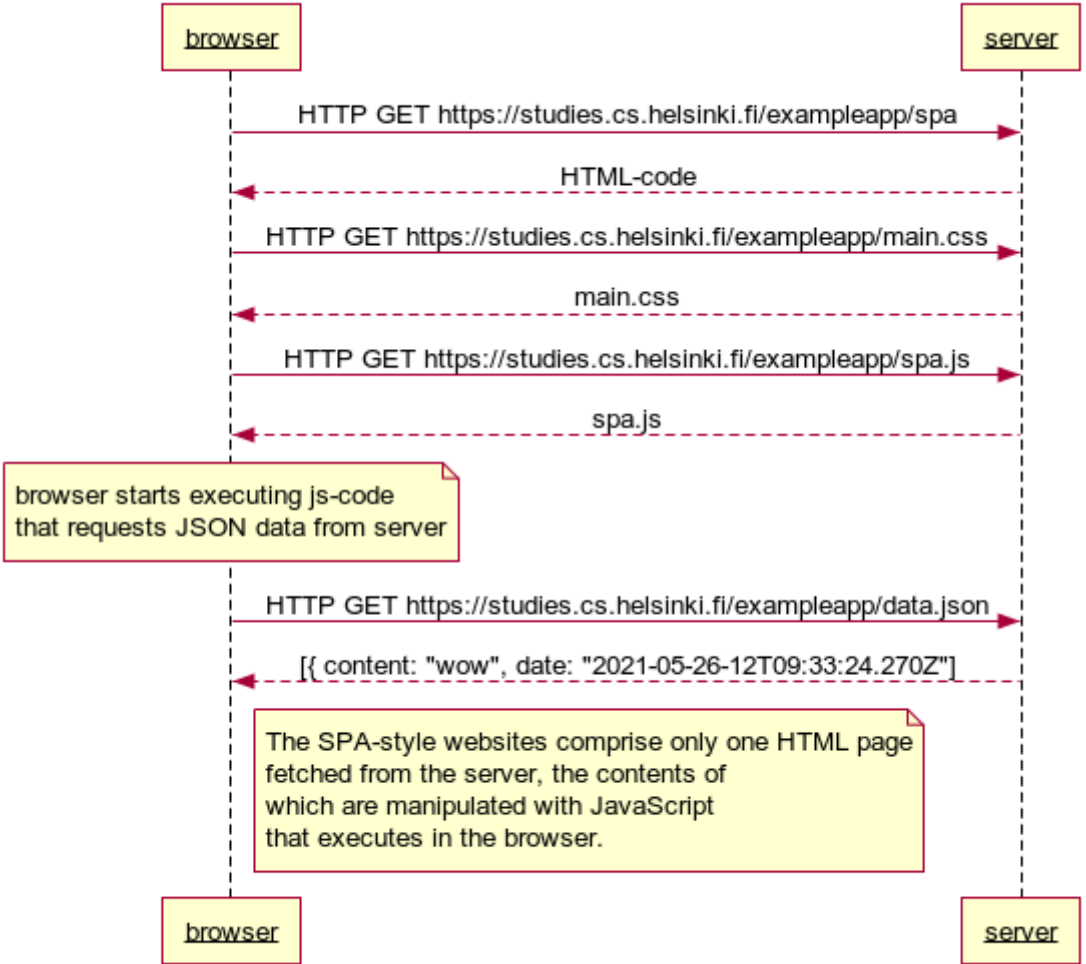 browser
server
HTTP GET https://studies.cs.helsinki.fi/exampleapp/spa
HTML-code
HTTP GET https://studies.cs.helsinki.fi/exampleapp/main.css
main.css
HTTP GET https://studies.cs.helsinki.fi/exampleapp/spa.js
spa.js
browser starts executing js-code
that requests JSON data from server
HTTP GET https://studies.cs.helsinki.fi/exampleapp/data.json
[{ content: "wow", date: "2021-05-26-12T09:33:24.270Z"]
The SPA-style websites comprise only one HTML page
fetched from the server, the contents of
which are manipulated with JavaScript
that executes in the browser.
browser
server